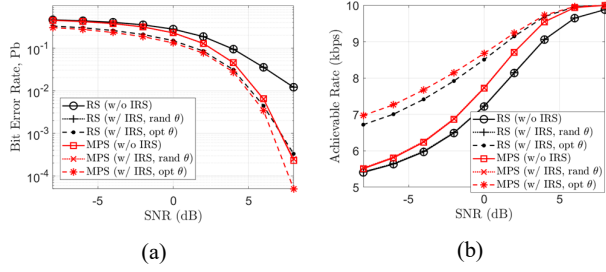 Bit Error Rate, Pb
10^-1
10^-2
10^-3
10^-4
RS (w/o IRS)
RS (w/ IRS, rand θ)
RS (w/ IRS, opt θ)
MPS (w/o IRS)
MPS (w/ IRS, rand θ)
MPS (w/ IRS, opt θ)
-5 0 5
SNR (dB)
(a)
Achievable Rate (kbps)
10
9
8
7
6
5
RS (w/o IRS)
RS (w/ IRS, rand θ)
RS (w/ IRS, opt θ)
MPS (w/o IRS)
MPS (w/ IRS, rand θ)
MPS (w/ IRS, opt θ)
-5 0 5
SNR (dB)
(b)